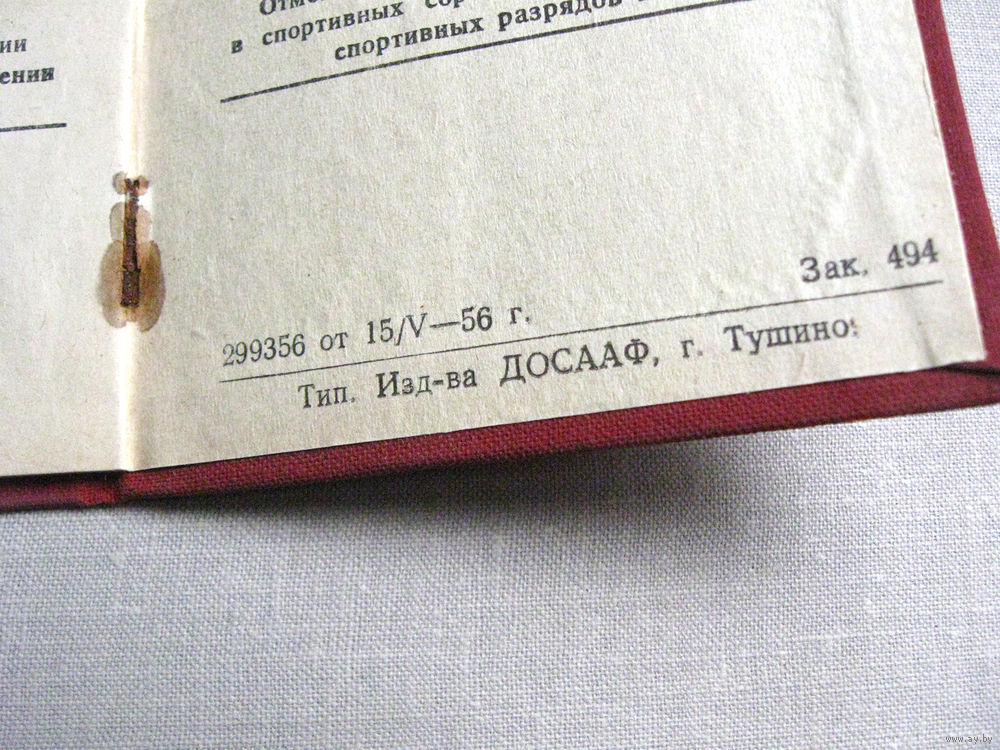 ии
ения
в спортивных
спортивных разрядов
Зак. 494
299356 от 15/V—56 г.
Тип. Изд-ва ДОСААФ, г. Тушино.
www.ay.by